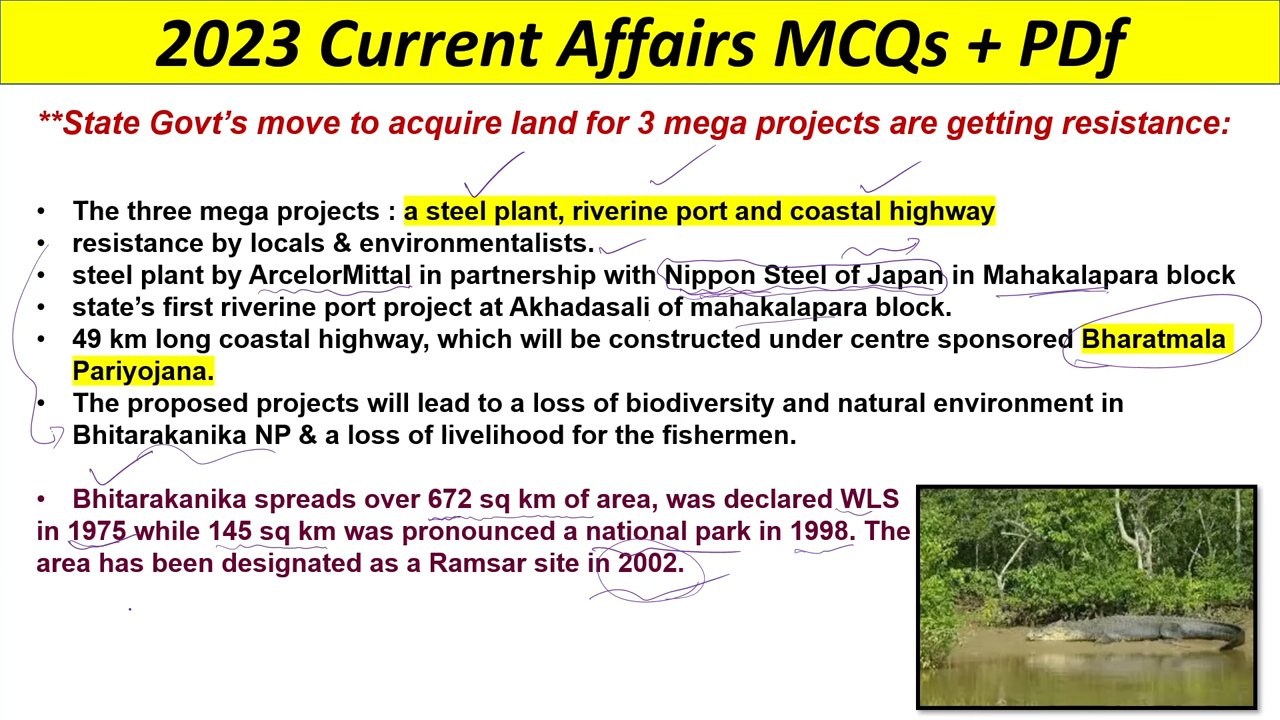 2023 Current Affairs MCQs + PDf
**State Govt's move to acquire land for 3 mega projects are getting resistance:
• The three mega projects : a steel plant, riverine port and coastal highway
• resistance by locals & environmentalists.
• steel plant by ArcelorMittal in partnership with Nippon Steel of Japan in Mahakalapara block
• state's first riverine port project at Akhadasali of mahakalapara block.
• 49 km long coastal highway, which will be constructed under centre sponsored Bharatmala
Pariyojana.
• The proposed projects will lead to a loss of biodiversity and natural environment in
Bhitarakanika NP & a loss of livelihood for the fishermen.
• Bhitarakanika spreads over 672 sq km of area, was declared WLS
in 1975 while 145 sq km was pronounced a national park in 1998. The
area has been designated as a Ramsar site in 2002.